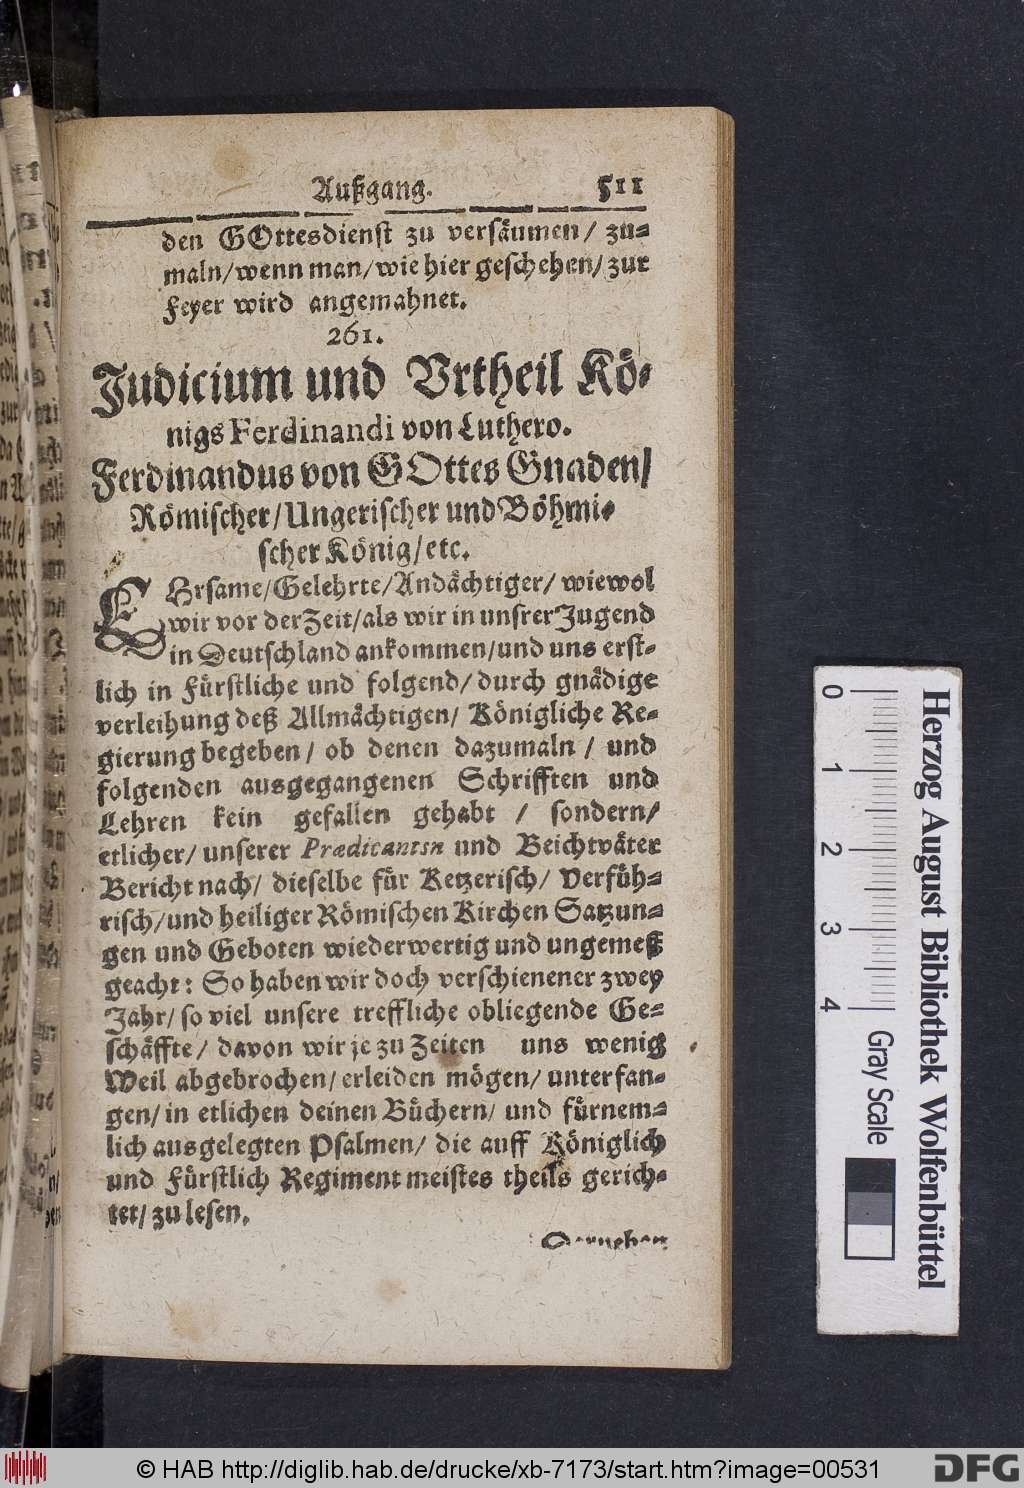 Außgang. 511
den GOttesdienst zu versäumen/ zu-
maln/wenn man/wie hier geschehen/zur
Feyer wird angemahnet.
261.
Judicium und Vrtheil Kö-
nigs Ferdinandi von Luthero.
Ferdinandus von GOttes Gnaden/
Römischer/Ungerischer und Böhmi-
scher König/etc.
EHrsame/Gelehrte/Andächtiger/ wiewol
wir vor der Zeit/als wir in unsrer Jugend
in Deutschland ankommen/und uns erst-
lich in Fürstliche und folgend/durch gnädige
verleihung deß Allmächtigen/ Königliche Re-
gierung begeben/ ob denen dazumaln / und
folgenden ausgegangenen Schrifften und
Lehren kein gefallen gehabt / sondern/
etlicher/ unserer Prædicanten und Beichtväter
Bericht nach/ dieselbe für Ketzerisch/ Verfüh-
risch/und heiliger Römischen Kirchen Satzun-
gen und Geboten wiederwertig und ungemeß
geacht: So haben wir doch verschienener zwey
Jahr/ so viel unsere treffliche obliegende Ge-
schäffte/ davon wir je zu Zeiten uns wenig
Weil abgebrochen/erleiden mögen/ unterfan-
gen/in etlichen deinen Büchern/ und fürnem-
lich ausgelegten Psalmen/ die auff Königlich
und Fürstlich Regiment meistes theils gerich-
tet/ zu lesen.
Herzog August Bibliothek Wolfenbüttel
0 1 2 3 4 Gray Scale
© HAB http://diglib.hab.de/drucke/xb-7173/start.htm?image=00531
DFG